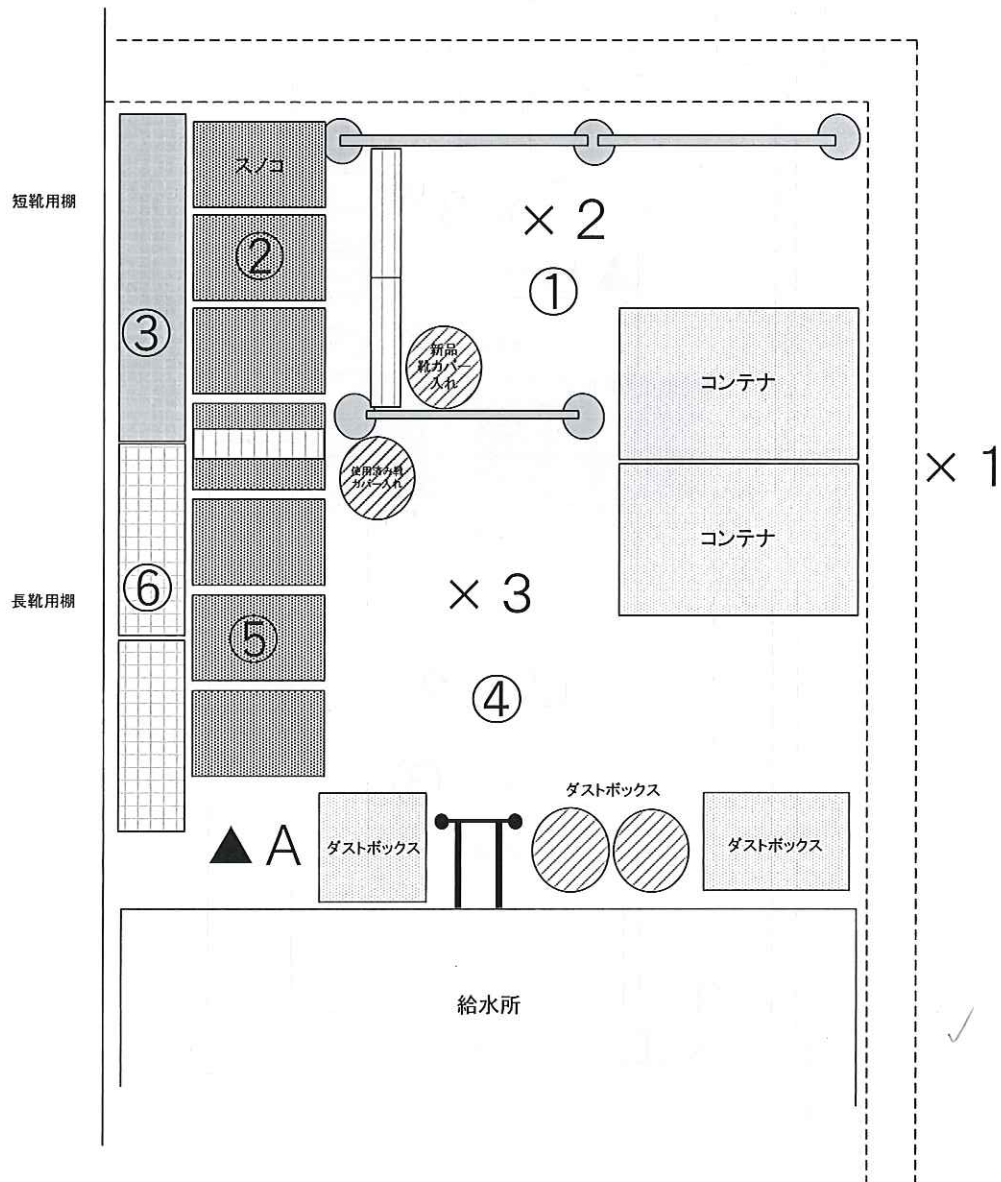 スノコ
短靴用棚
× 2
②
①
③
新品
靴カバー
入れ
コンテナ
× 1
使用済み靴
カバー入れ
コンテナ
× 3
⑥
長靴用棚
⑤
④
ダストボックス
▲ A
ダストボックス
ダストボックス
給水所